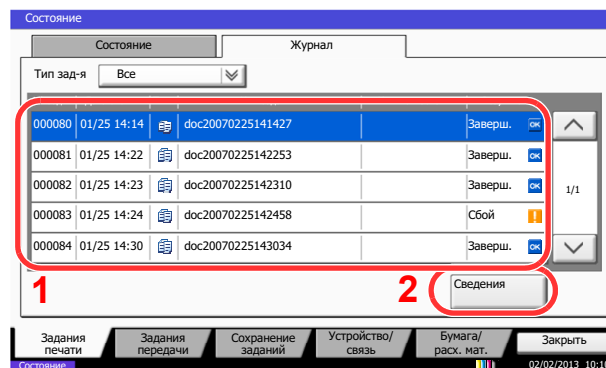 Состояние
Состояние Журнал
Тип зад-я Все
000080 01/25 14:14 doc20070225141427 Заверш. OK
000081 01/25 14:22 doc20070225142253 Заверш. OK
000082 01/25 14:23 doc20070225142310 Заверш. OK
1/1
000083 01/25 14:24 doc20070225142458 Сбой !
000084 01/25 14:30 doc20070225143034 Заверш. OK
1 2 Сведения
Задания печати
Задания передачи
Сохранение заданий
Устройство/ связь
Бумага/ расх. мат.
Закрыть
Состояние 02/02/2013 10:10